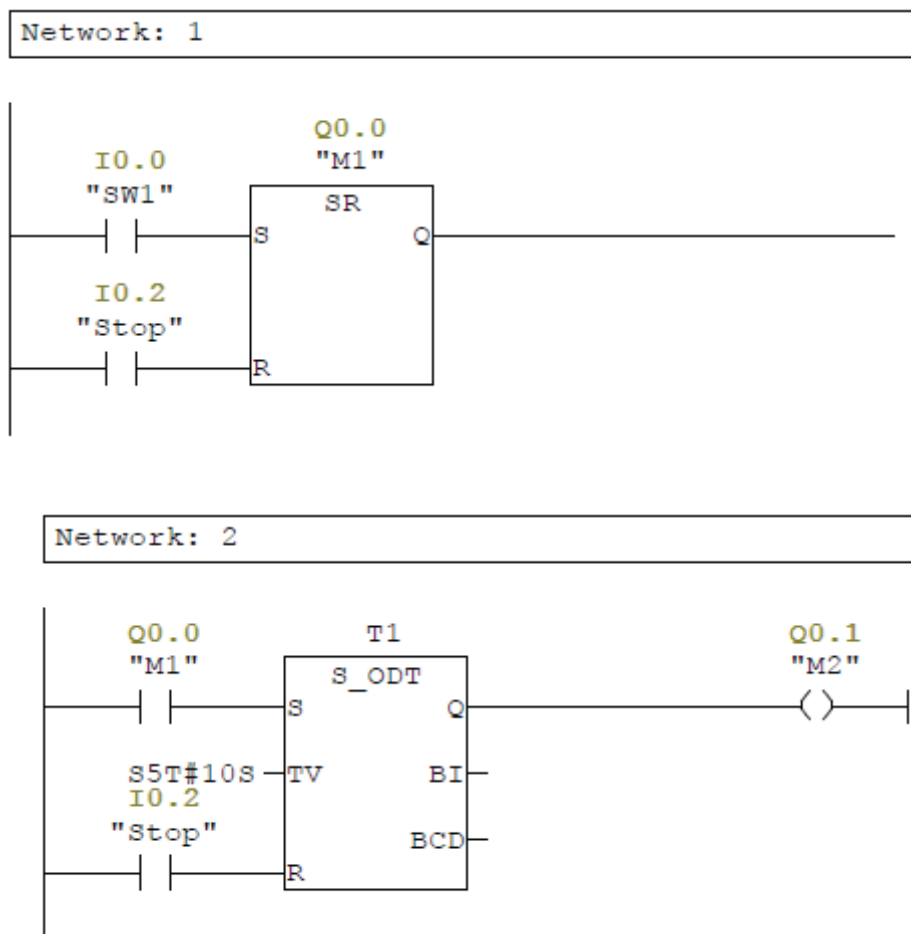 Network: 1
Q0.0
I0.0
"M1"
"SW1"
SR
S
Q
I0.2
"Stop"
R
Network: 2
Q0.0
T1
Q0.1
"M1"
"M2"
S_ODT
S
Q
S5T#10S
TV
BI
I0.2
"Stop"
BCD
R